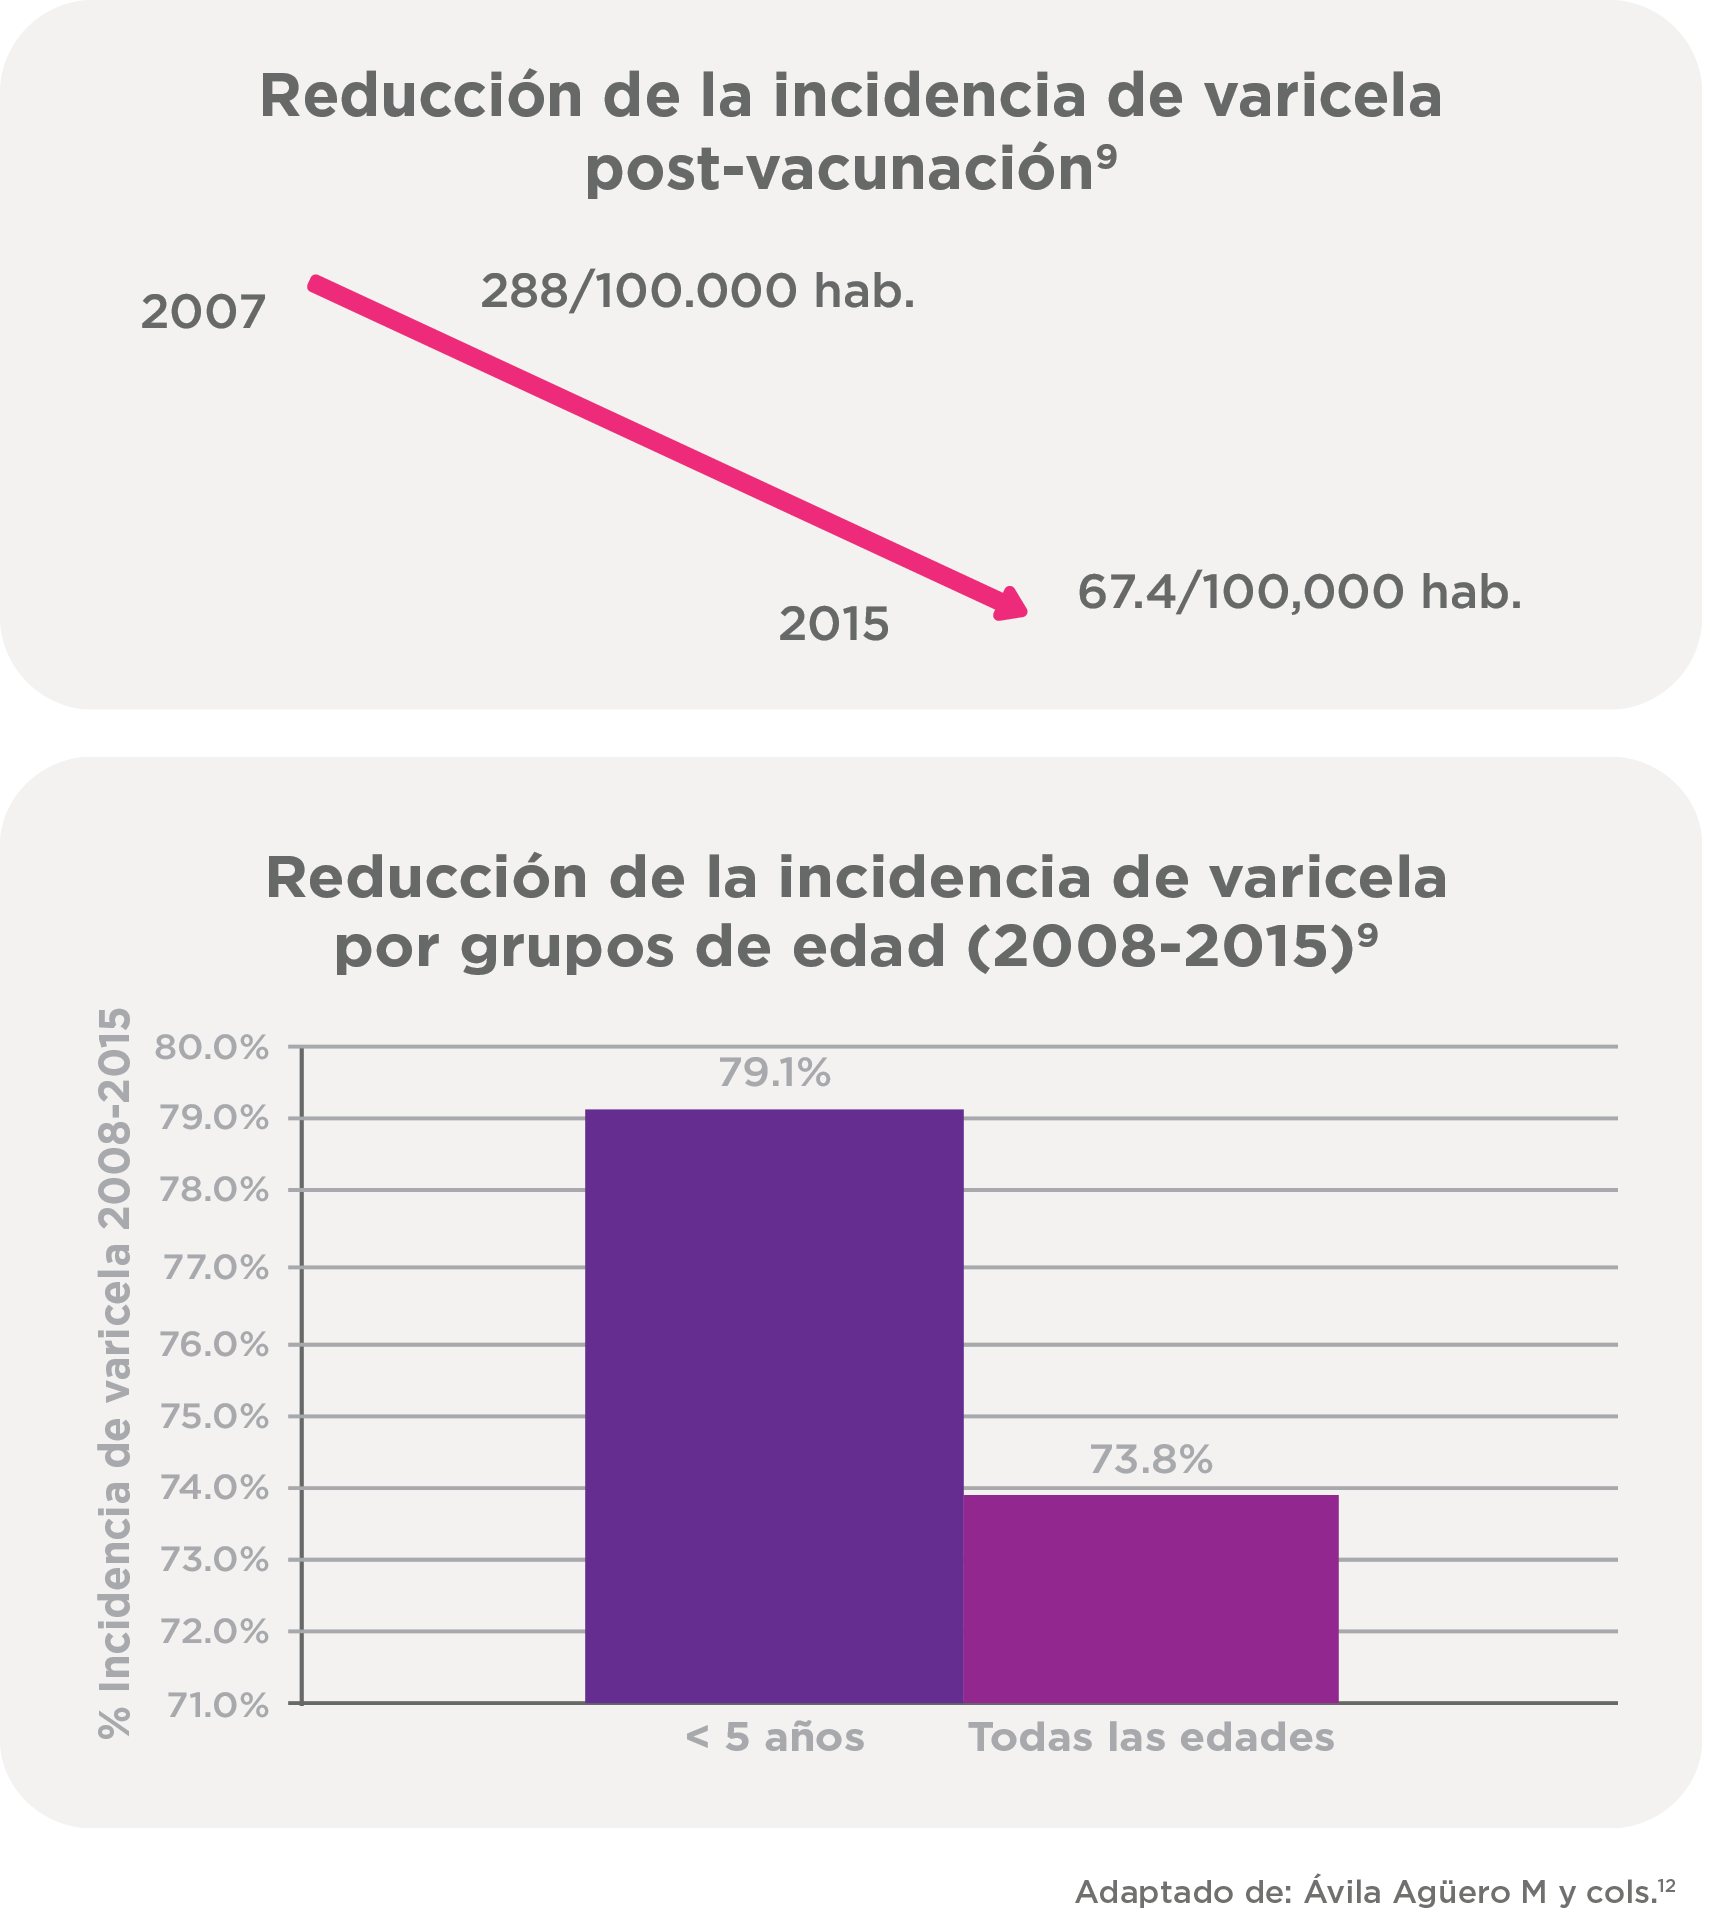 Reducción de la incidencia de varicela
post-vacunación⁹
2007
288/100.000 hab.
2015
67.4/100,000 hab.
Reducción de la incidencia de varicela
por grupos de edad (2008-2015)⁹
% Incidencia de varicela 2008-2015
80.0%
79.0%
78.0%
77.0%
76.0%
75.0%
74.0%
73.0%
72.0%
71.0%
79.1%
73.8%
< 5 años
Todas las edades
Adaptado de: Ávila Agüero M y cols.¹²